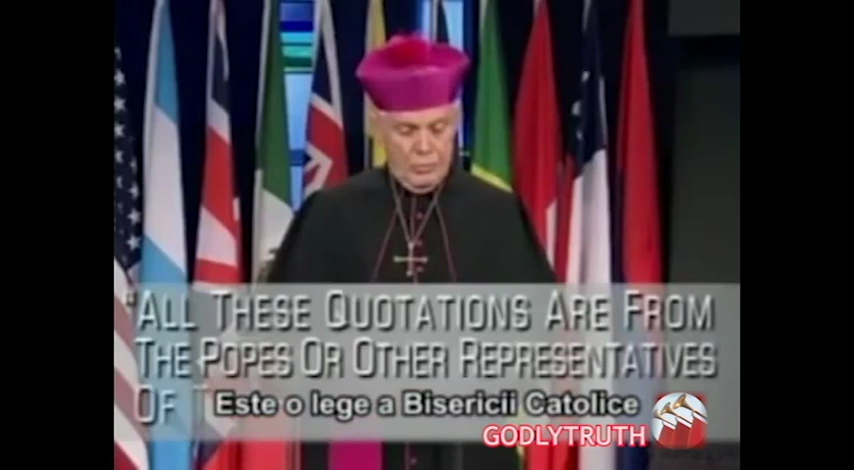 "ALL THESE QUOTATIONS ARE FROM
THE POPES OR OTHER REPRESENTATIVES
OF
Este o lege a Bisericii Catolice
GODLYTRUTH